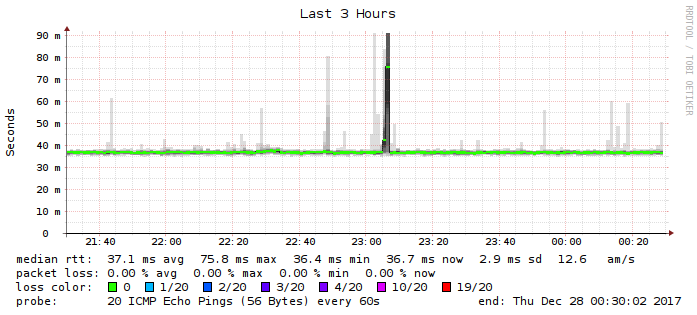 Last 3 Hours
RRDTOOL / TOBI OETIKER
Seconds
90 m
80 m
70 m
60 m
50 m
40 m
30 m
20 m
10 m
0
21:40 22:00 22:20 22:40 23:00 23:20 23:40 00:00 00:20
median rtt: 37.1 ms avg 75.8 ms max 36.4 ms min 36.7 ms now 2.9 ms sd 12.6 am/s
packet loss: 0.00 % avg 0.00 % max 0.00 % min 0.00 % now
loss color: 0 1/20 2/20 3/20 4/20 10/20 19/20
probe: 20 ICMP Echo Pings (56 Bytes) every 60s end: Thu Dec 28 00:30:02 2017